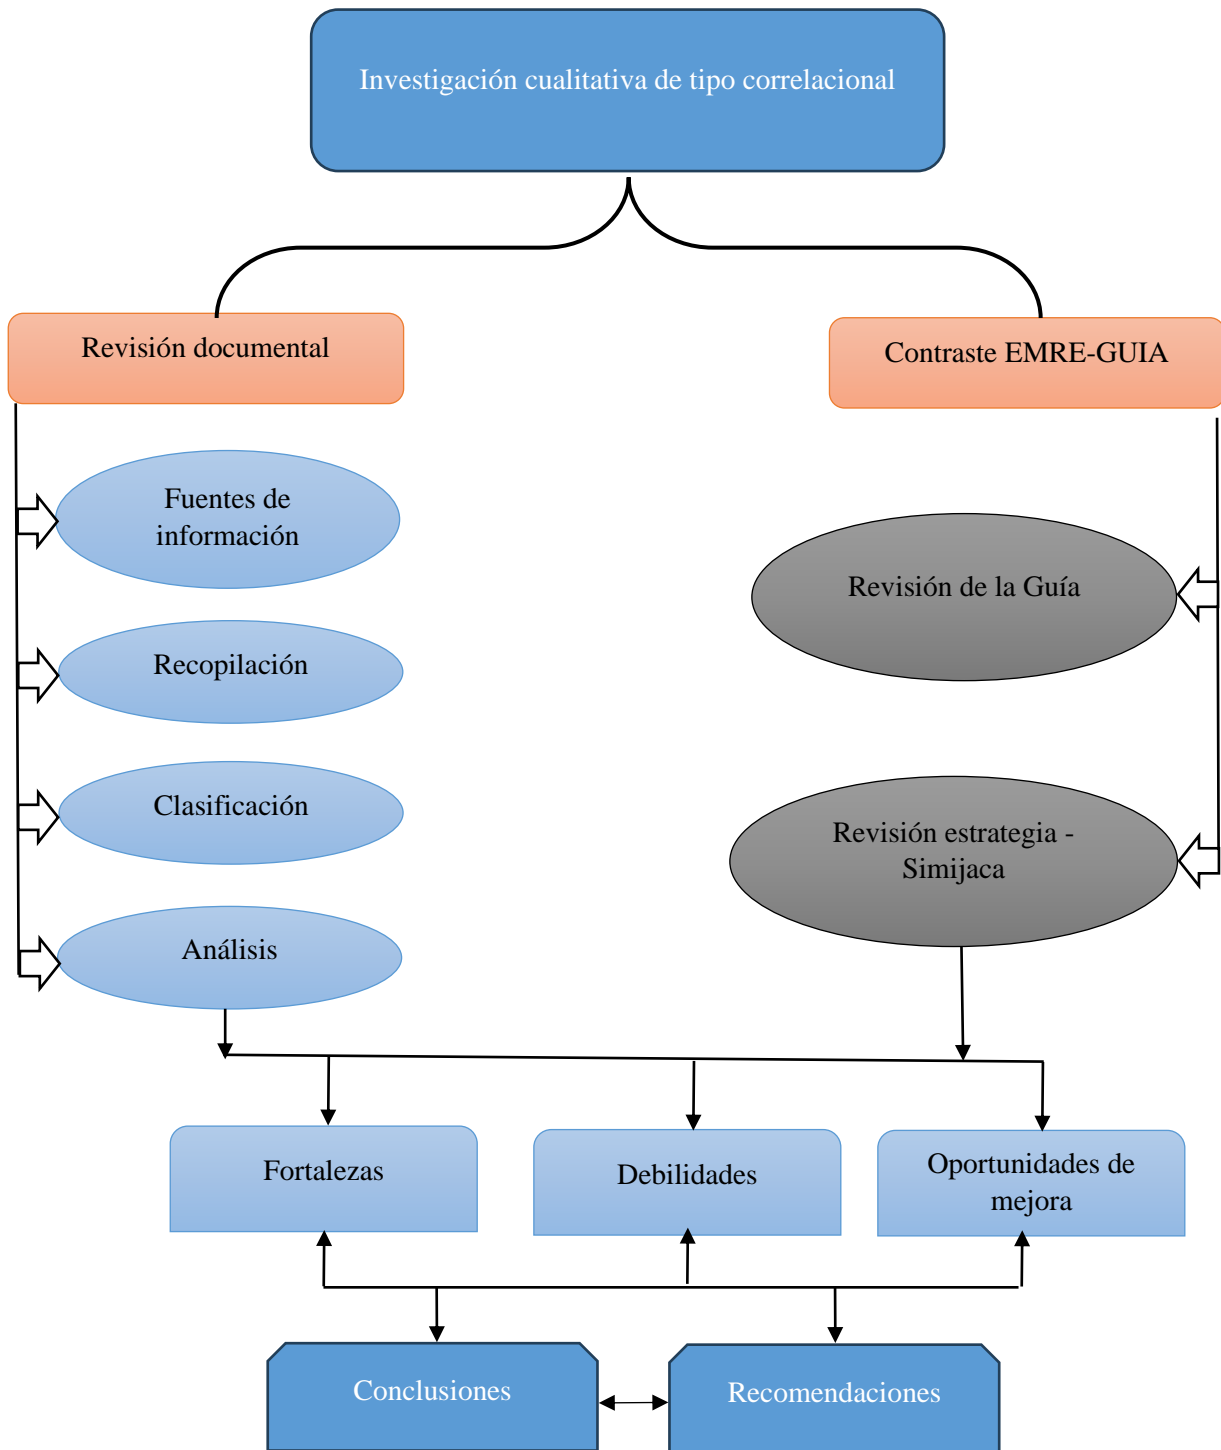 Investigación cualitativa de tipo correlacional
Revisión documental
Contraste EMRE-GUIA
Fuentes de
información
Recopilación
Clasificación
Análisis
Revisión de la Guía
Revisión estrategia -
Simijaca
Fortalezas
Debilidades
Oportunidades de
mejora
Conclusiones
Recomendaciones